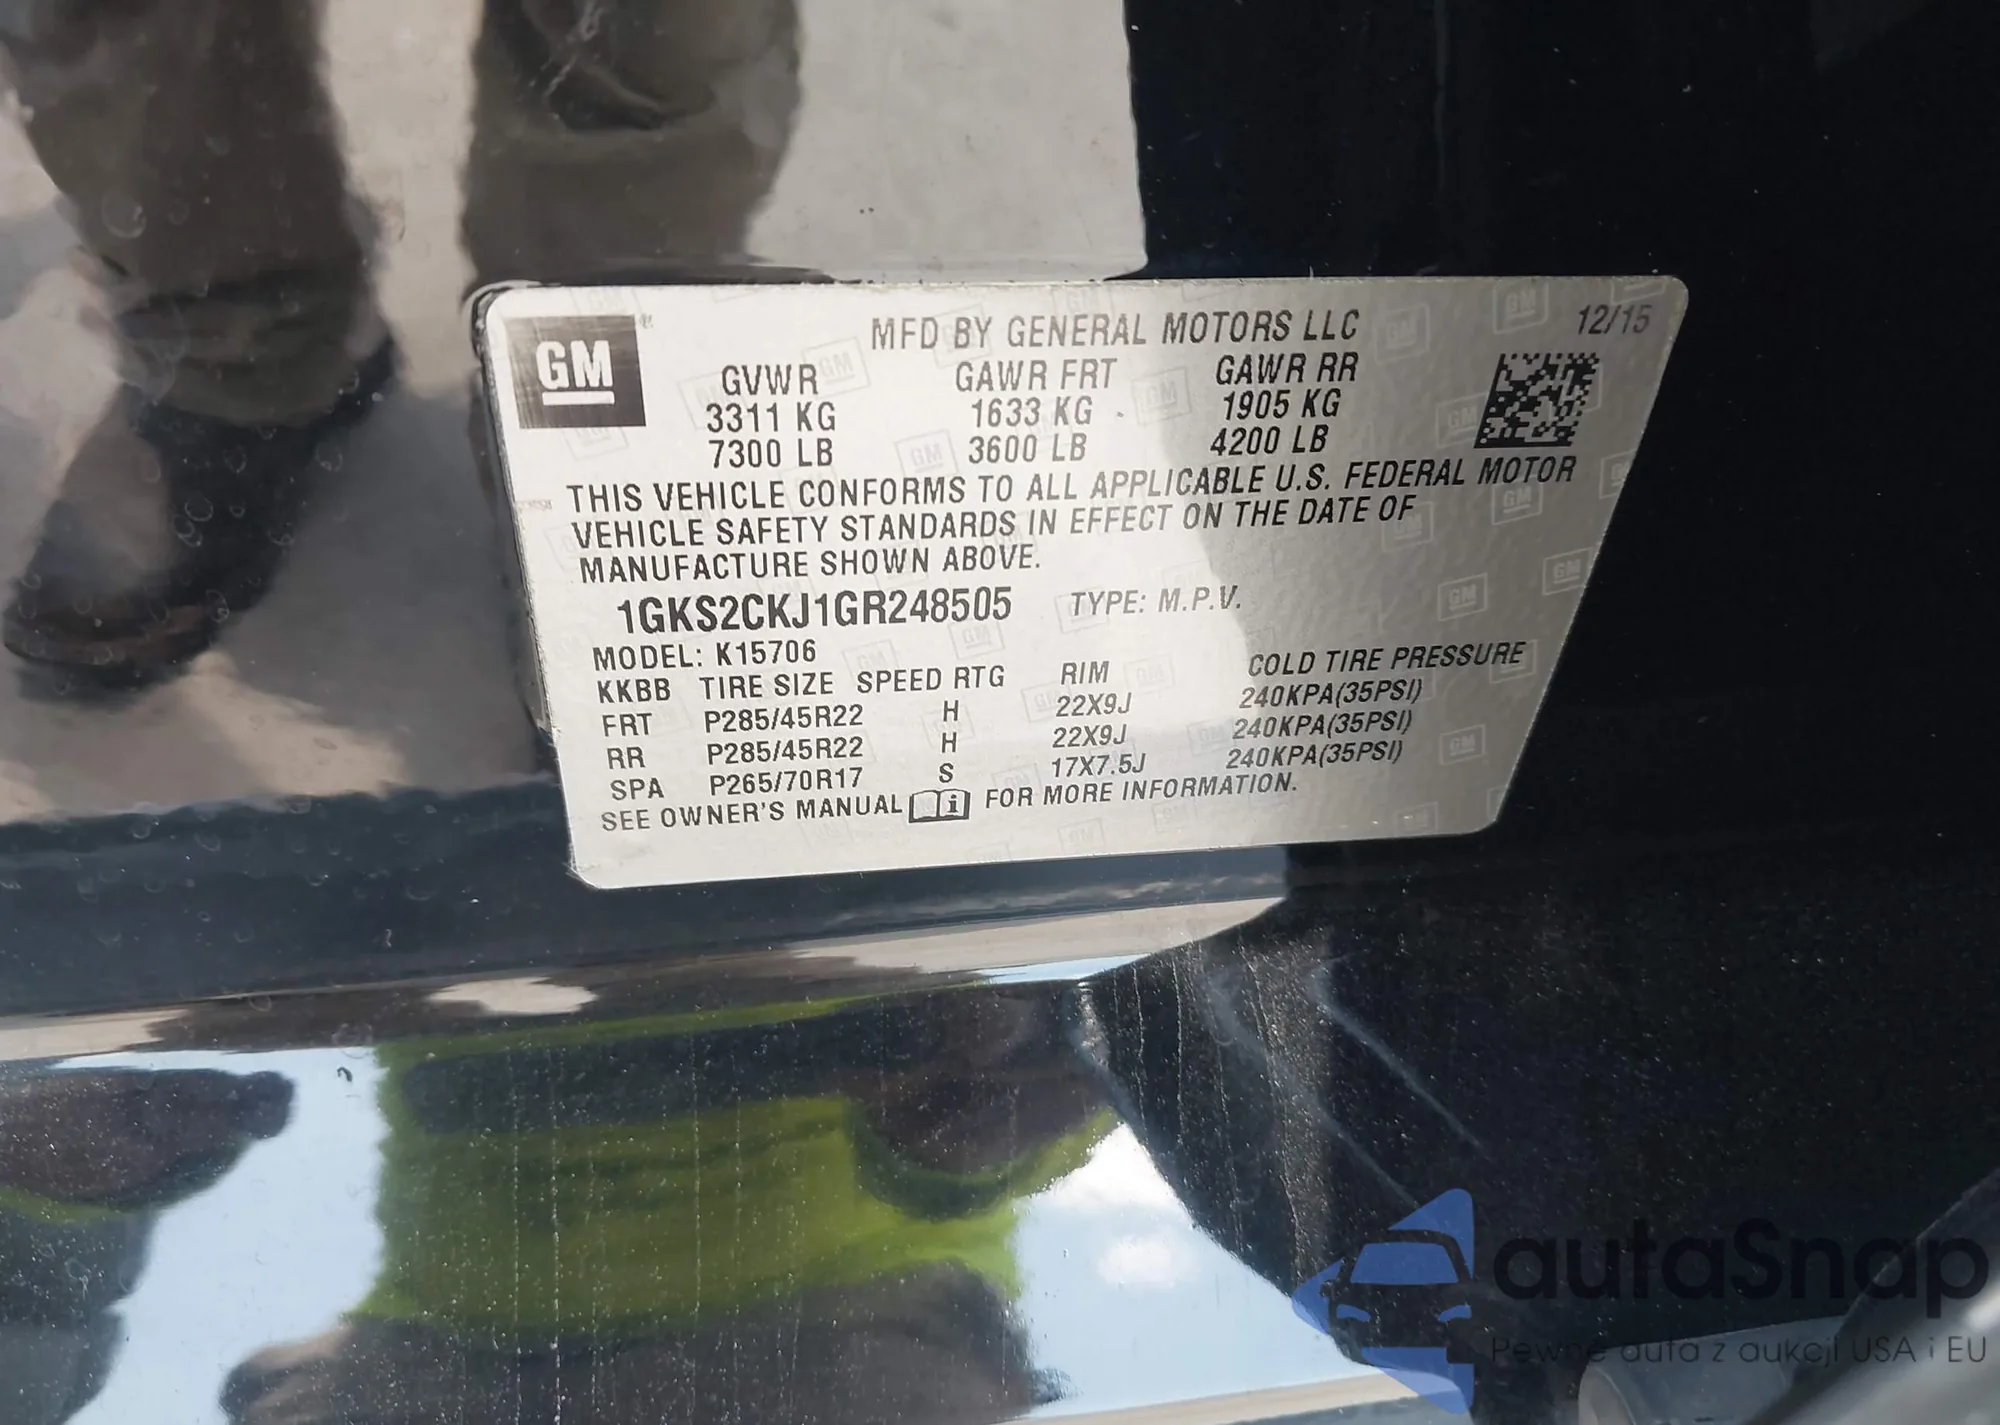 GM
MFD BY GENERAL MOTORS LLC 12/15
GVWR GAWR FRT GAWR RR
3311 KG 1633 KG 1905 KG
7300 LB 3600 LB 4200 LB
THIS VEHICLE CONFORMS TO ALL APPLICABLE U.S. FEDERAL MOTOR
VEHICLE SAFETY STANDARDS IN EFFECT ON THE DATE OF
MANUFACTURE SHOWN ABOVE.
1GKS2CKJ1GR248505 TYPE: M.P.V.
MODEL: K15706
KKBB TIRE SIZE SPEED RTG RIM COLD TIRE PRESSURE
FRT P285/45R22 H 22X9J 240KPA(35PSI)
RR P285/45R22 H 22X9J 240KPA(35PSI)
SPA P265/70R17 S 17X7.5J 240KPA(35PSI)
SEE OWNER'S MANUAL i FOR MORE INFORMATION.
autaSnap
Pewne auta z aukcji USA i EU